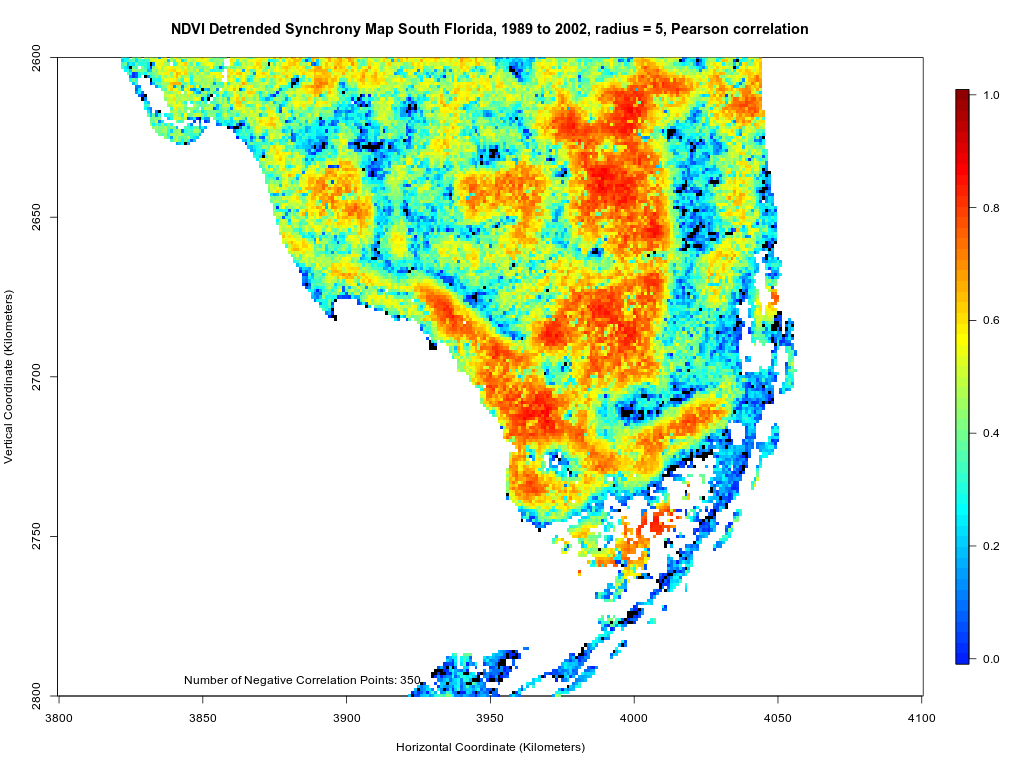 NDVI Detrended Synchrony Map South Florida, 1989 to 2002, radius = 5, Pearson correlation
2600
2650
2700
2750
2800
Vertical Coordinate (Kilometers)
1.0
0.8
0.6
0.4
0.2
0.0
Number of Negative Correlation Points: 350
3800 3850 3900 3950 4000 4050 4100
Horizontal Coordinate (Kilometers)